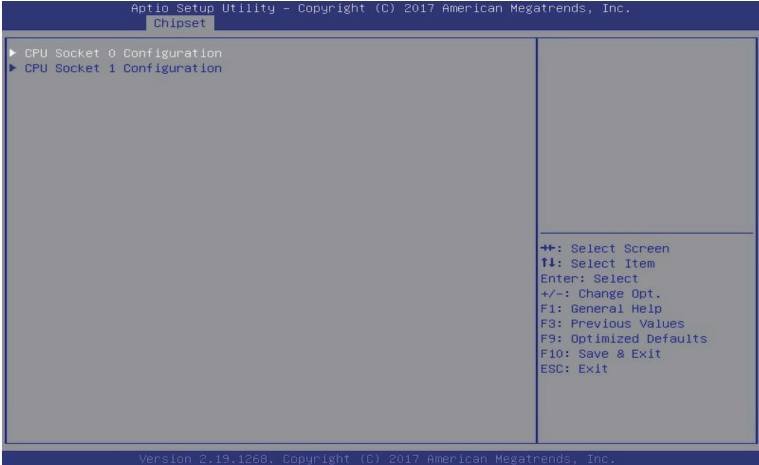 Aptio Setup Utility – Copyright (C) 2017 American Megatrends, Inc.
Chipset
▶ CPU Socket 0 Configuration
▶ CPU Socket 1 Configuration
→←: Select Screen
↑↓: Select Item
Enter: Select
+/-: Change Opt.
F1: General Help
F3: Previous Values
F9: Optimized Defaults
F10: Save & Exit
ESC: Exit
Version 2.19.1268. Copyright (C) 2017 American Megatrends, Inc.